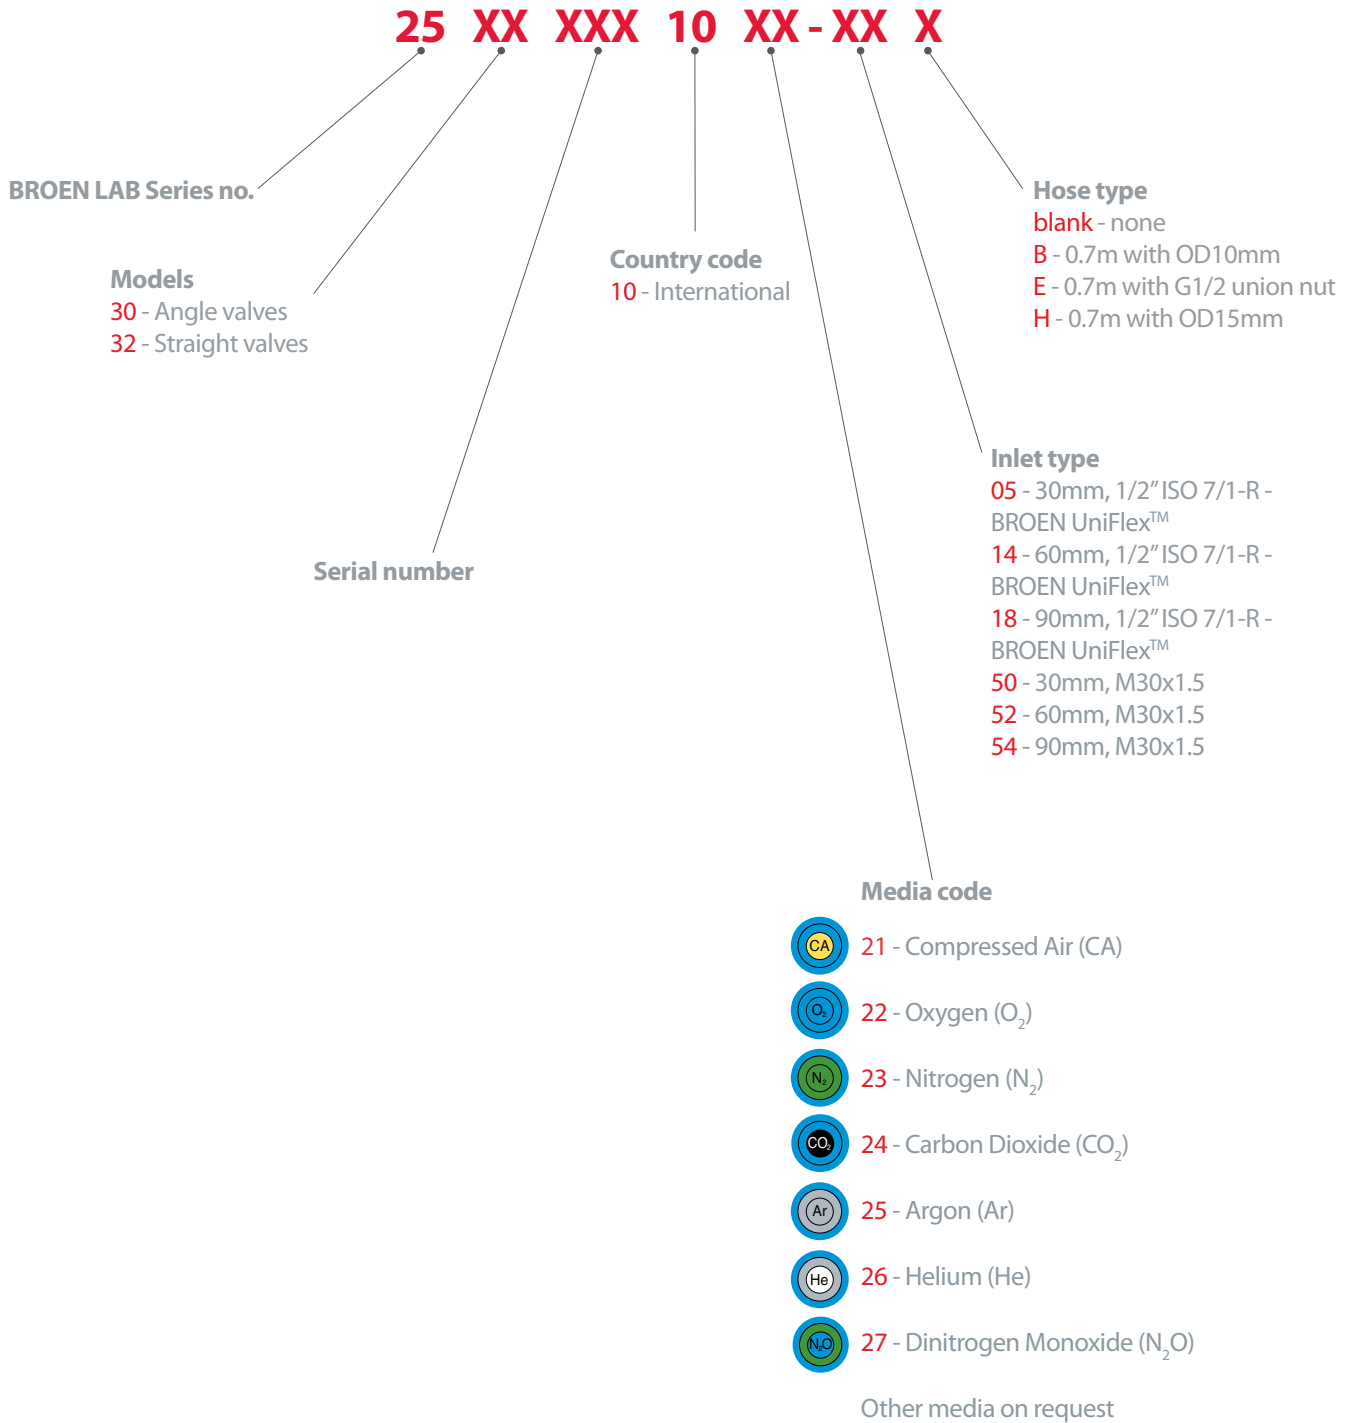 25 XX XXX 10 XX - XX X
BROEN LAB Series no.
Models
30 - Angle valves
32 - Straight valves
Serial number
Country code
10 - International
Hose type
blank - none
B - 0.7m with OD10mm
E - 0.7m with G1/2 union nut
H - 0.7m with OD15mm
Inlet type
05 - 30mm, 1/2” ISO 7/1-R -
BROEN UniFlex™
14 - 60mm, 1/2” ISO 7/1-R -
BROEN UniFlex™
18 - 90mm, 1/2” ISO 7/1-R -
BROEN UniFlex™
50 - 30mm, M30x1.5
52 - 60mm, M30x1.5
54 - 90mm, M30x1.5
Media code
CA 21 - Compressed Air (CA)
O₂ 22 - Oxygen (O₂)
N₂ 23 - Nitrogen (N₂)
CO₂ 24 - Carbon Dioxide (CO₂)
Ar 25 - Argon (Ar)
He 26 - Helium (He)
N₂O 27 - Dinitrogen Monoxide (N₂O)
Other media on request